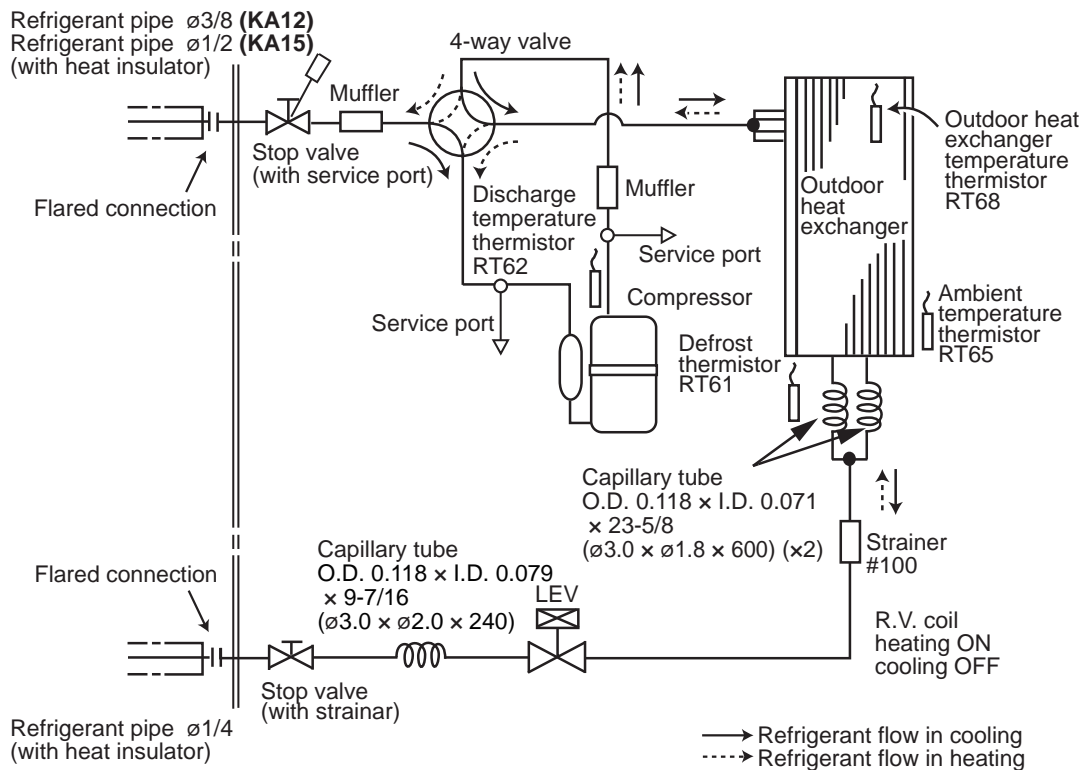 Refrigerant pipe ø3/8 (KA12)
Refrigerant pipe ø1/2 (KA15)
(with heat insulator)
4-way valve
Muffler
Stop valve
(with service port)
Flared connection
Discharge
temperature
thermistor
RT62
Muffler
Service port
Service port
Compressor
Outdoor
heat
exchanger
Outdoor heat
exchanger
temperature
thermistor
RT68
Ambient
temperature
thermistor
RT65
Defrost
thermistor
RT61
Capillary tube
O.D. 0.118 × I.D. 0.071
× 23-5/8
(ø3.0 × ø1.8 × 600) (×2)
Strainer
#100
Flared connection
Capillary tube
O.D. 0.118 × I.D. 0.079
× 9-7/16
(ø3.0 × ø2.0 × 240)
LEV
R.V. coil
heating ON
cooling OFF
Stop valve
(with strainar)
Refrigerant pipe ø1/4
(with heat insulator)
Refrigerant flow in cooling
Refrigerant flow in heating